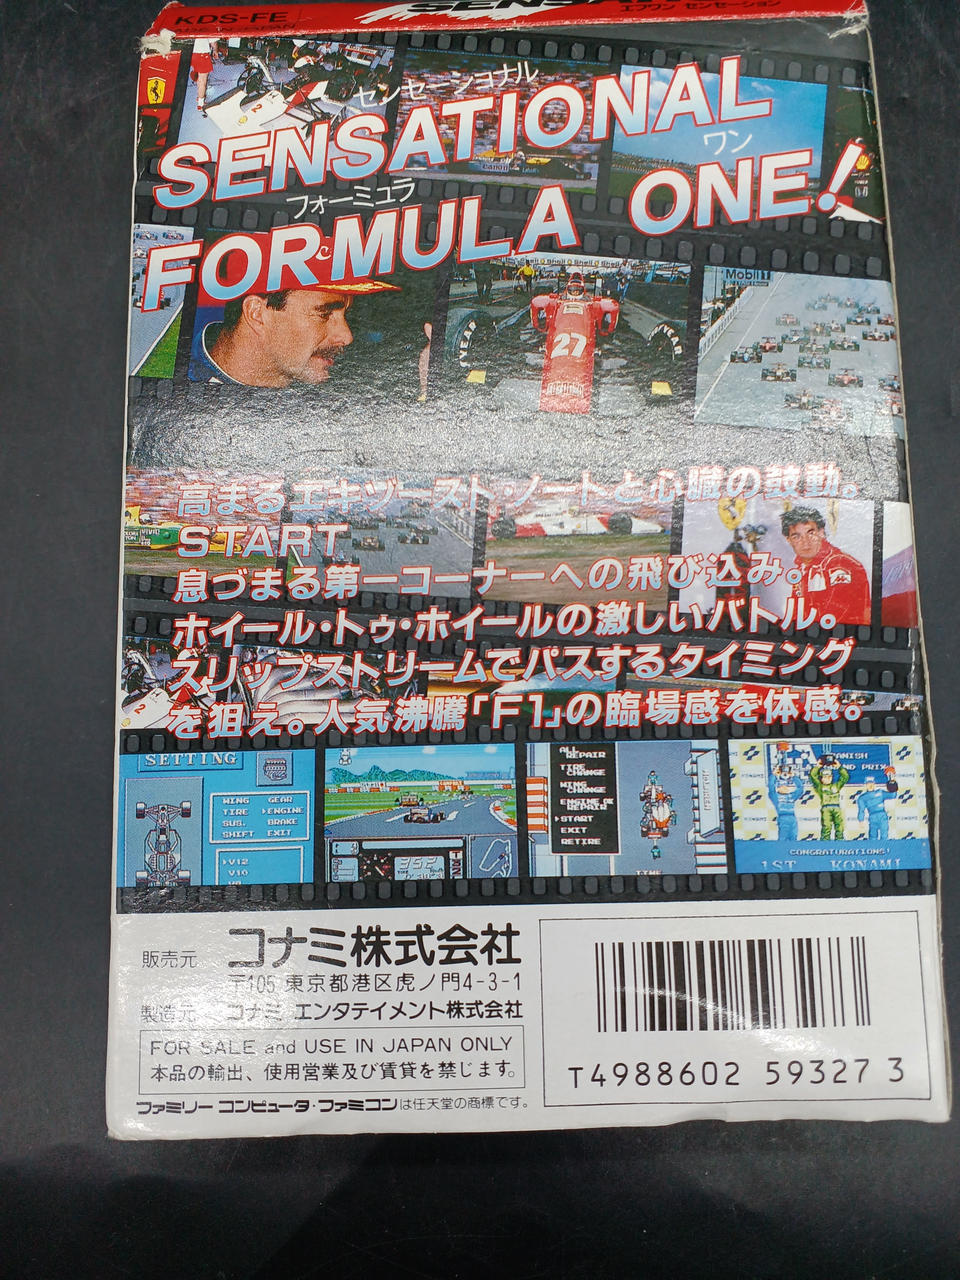 KDS-FE
エフワン センセーション
センセーショナル
SENSATIONAL
ワン
フォーミュラ
FORMULA ONE!
Shell Shell Shell
Mobil 1
27
高まるエキゾースト・ノートと心臓の鼓動。
START
息づまる第一コーナーへの飛び込み。
ホイール・トゥ・ホイールの激しいバトル。
スリップストリームでパスするタイミング
を狙え。人気沸騰「F1」の臨場感を体感。
SETTING
WING GEAR
TIRE ▸ENGINE
SUS. BRAKE
SHIFT EXIT
▸V12
V10
ALL REPAIR
TIRE CHANGE
WING CHANGE
▸START
EXIT
RETIRE
TIME
GRAND PRIX
CONGRATURATIONS!
1ST KONAMI
販売元 コナミ株式会社
〒105 東京都港区虎ノ門4-3-1
製造元 コナミ エンタテイメント株式会社
FOR SALE and USE IN JAPAN ONLY
本品の輸出、使用営業及び賃貸を禁じます。
ファミリー コンピュータ・ファミコンは任天堂の商標です。
T4988602 59327 3